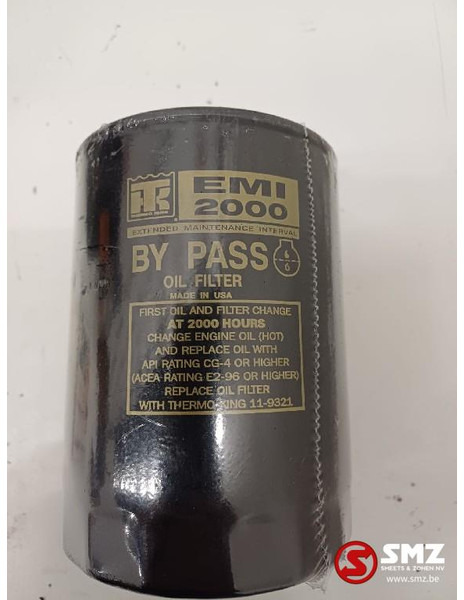 TK
EMI
2000
EXTENDED MAINTENANCE INTERVAL
BY PASS
OIL FILTER
MADE IN USA
FIRST OIL AND FILTER CHANGE
AT 2000 HOURS
CHANGE ENGINE OIL (HOT)
AND REPLACE OIL WITH
API RATING CG-4 OR HIGHER
(ACEA RATING E2-96 OR HIGHER)
REPLACE OIL FILTER
WITH THERMO KING 11-9321
SMZ
SMEETS & ZONEN NV
www.smz.be